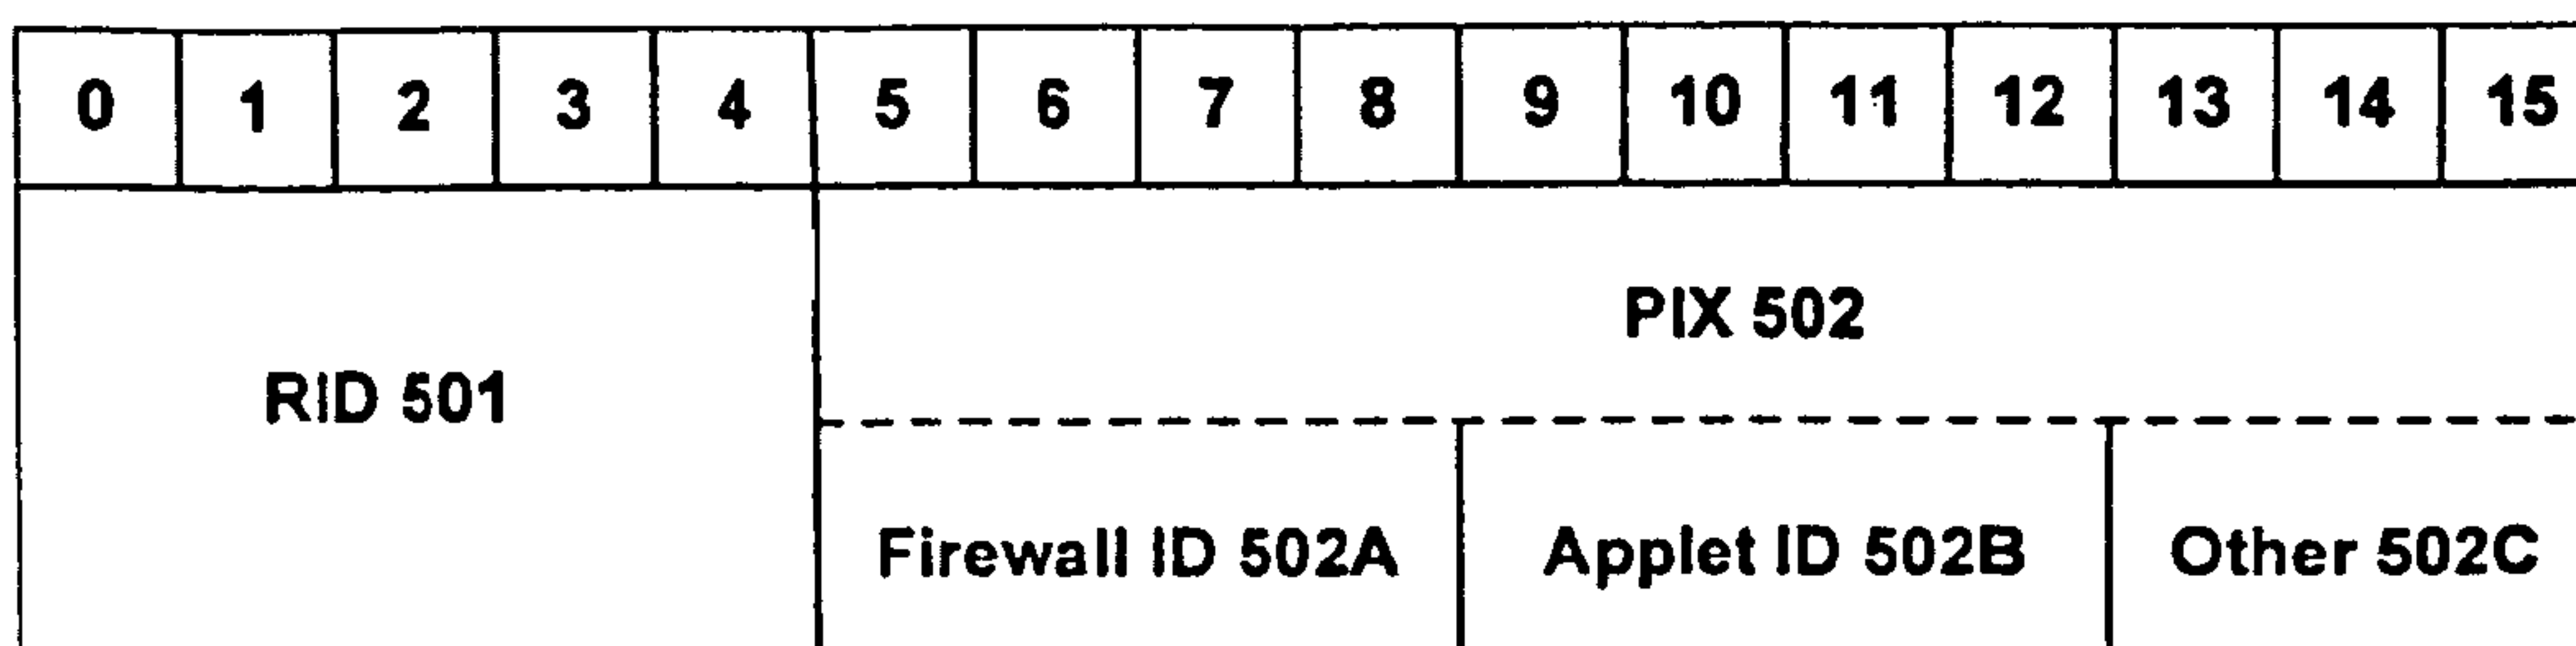 0 1 2 3 4 5 6 7 8 9 10 11 12 13 14 15
PIX 502
RID 501
Firewall ID 502A Applet ID 502B Other 502C